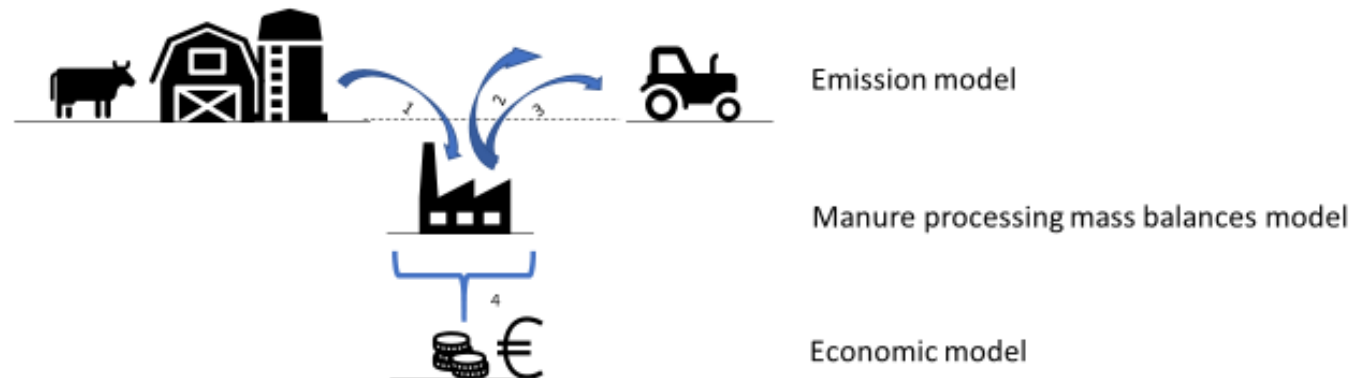 Emission model
1
2
3
Manure processing mass balances model
4
€
Economic model